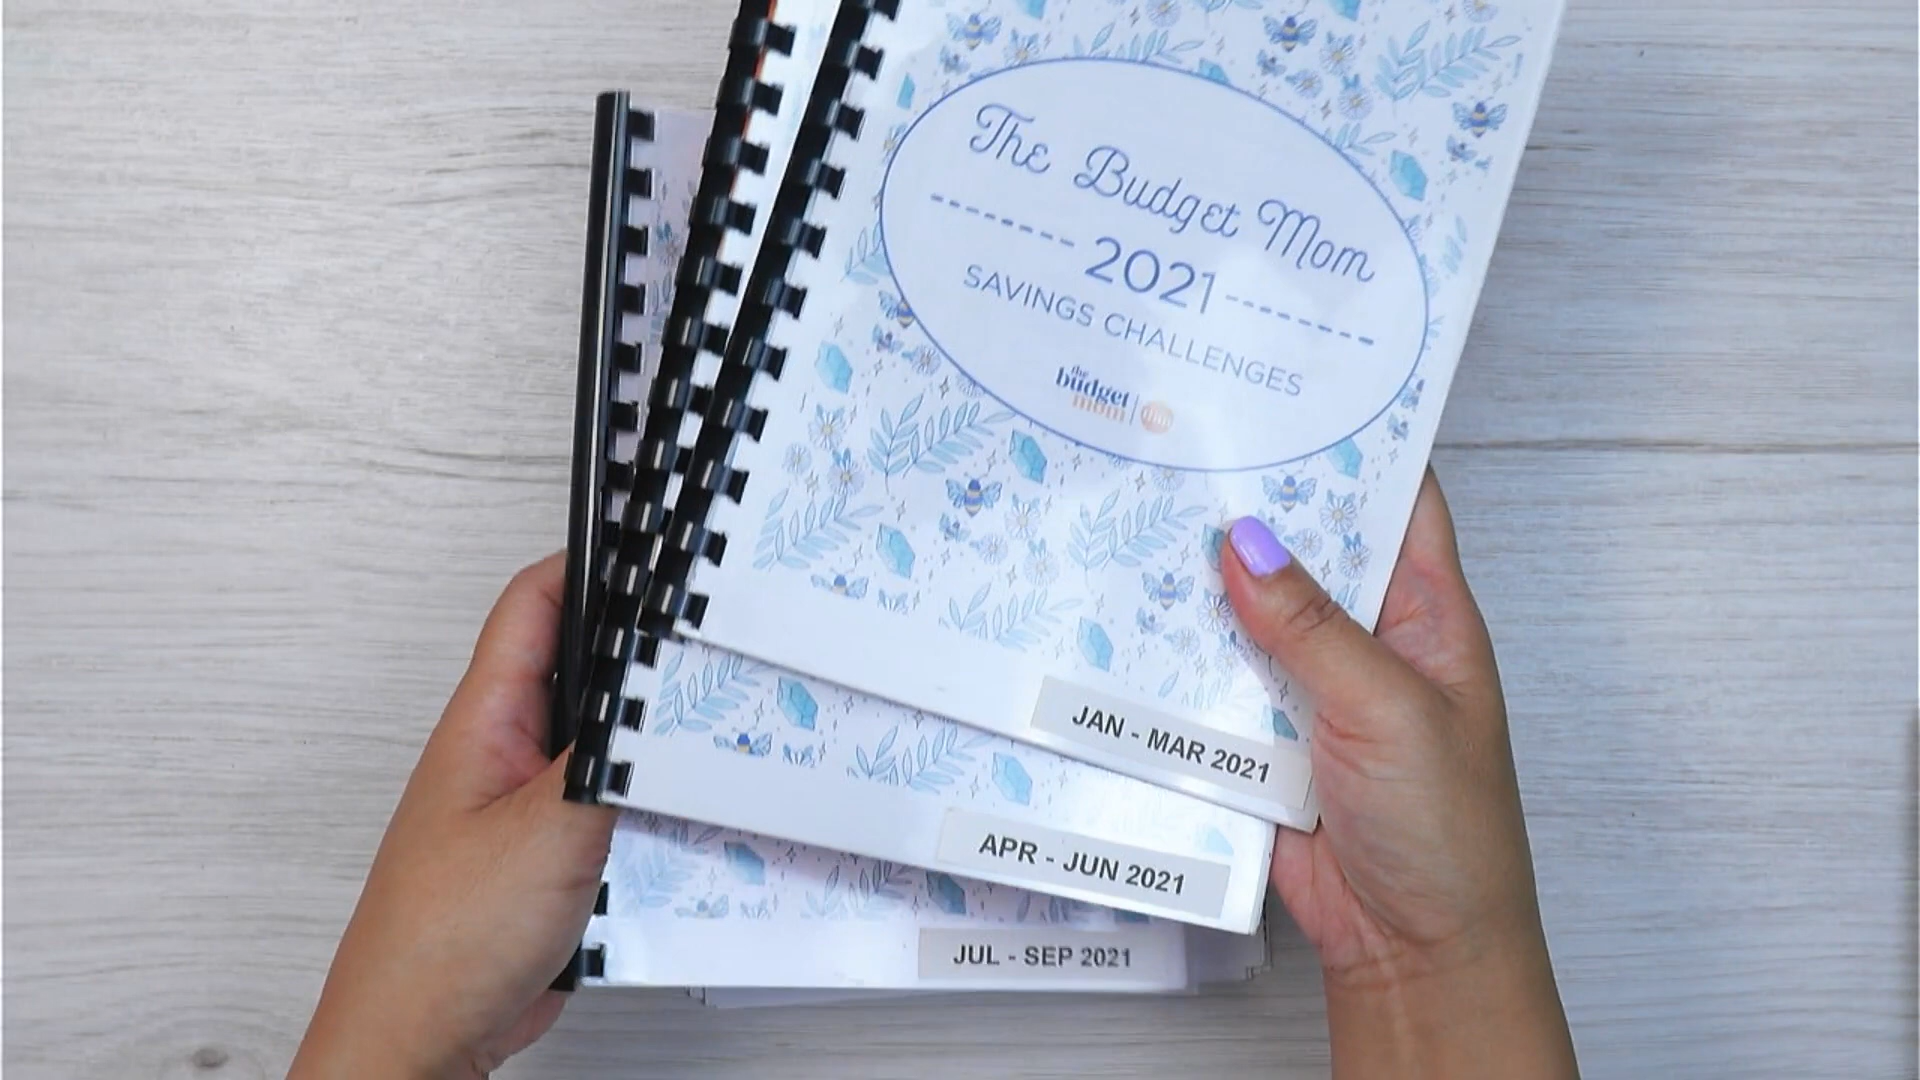 The Budget Mom
2021
SAVINGS CHALLENGES
the
budget
mom
JAN - MAR 2021
APR - JUN 2021
JUL - SEP 2021